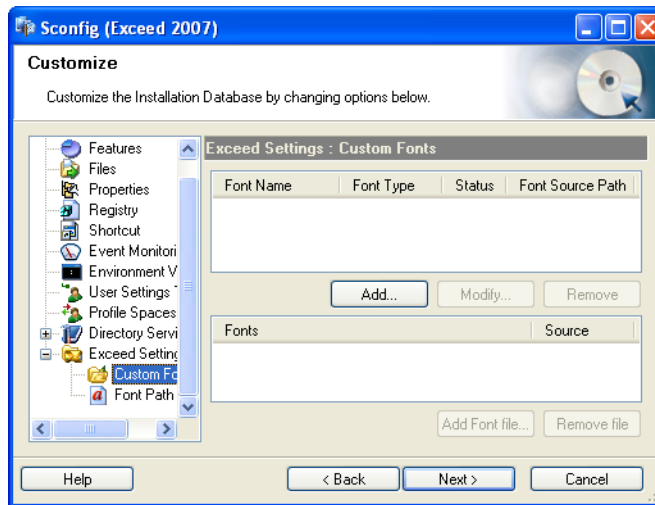 Sconfig (Exceed 2007)
Customize
Customize the Installation Database by changing options below.
Features
Files
Properties
Registry
Shortcut
Event Monitori
Environment V
User Settings T
Profile Spaces
Directory Servi
Exceed Setting
Custom Fo
Font Path
Exceed Settings : Custom Fonts
Font Name Font Type Status Font Source Path
Add... Modify... Remove
Fonts Source
Add Font file... Remove file
Help < Back Next > Cancel